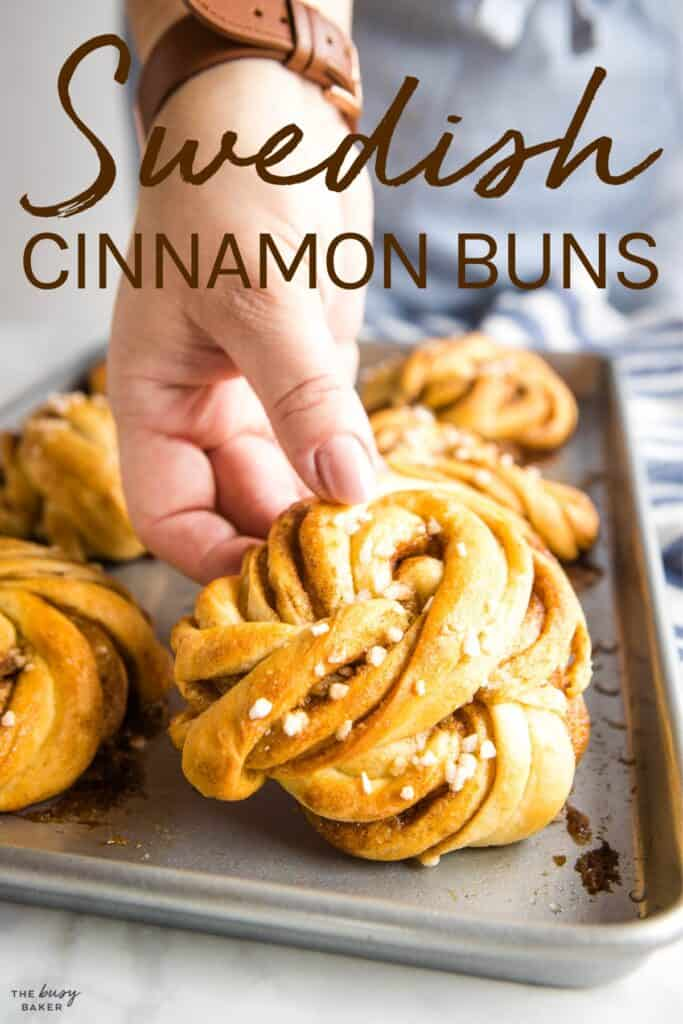 Swedish
CINNAMON BUNS
THE busy
BAKER